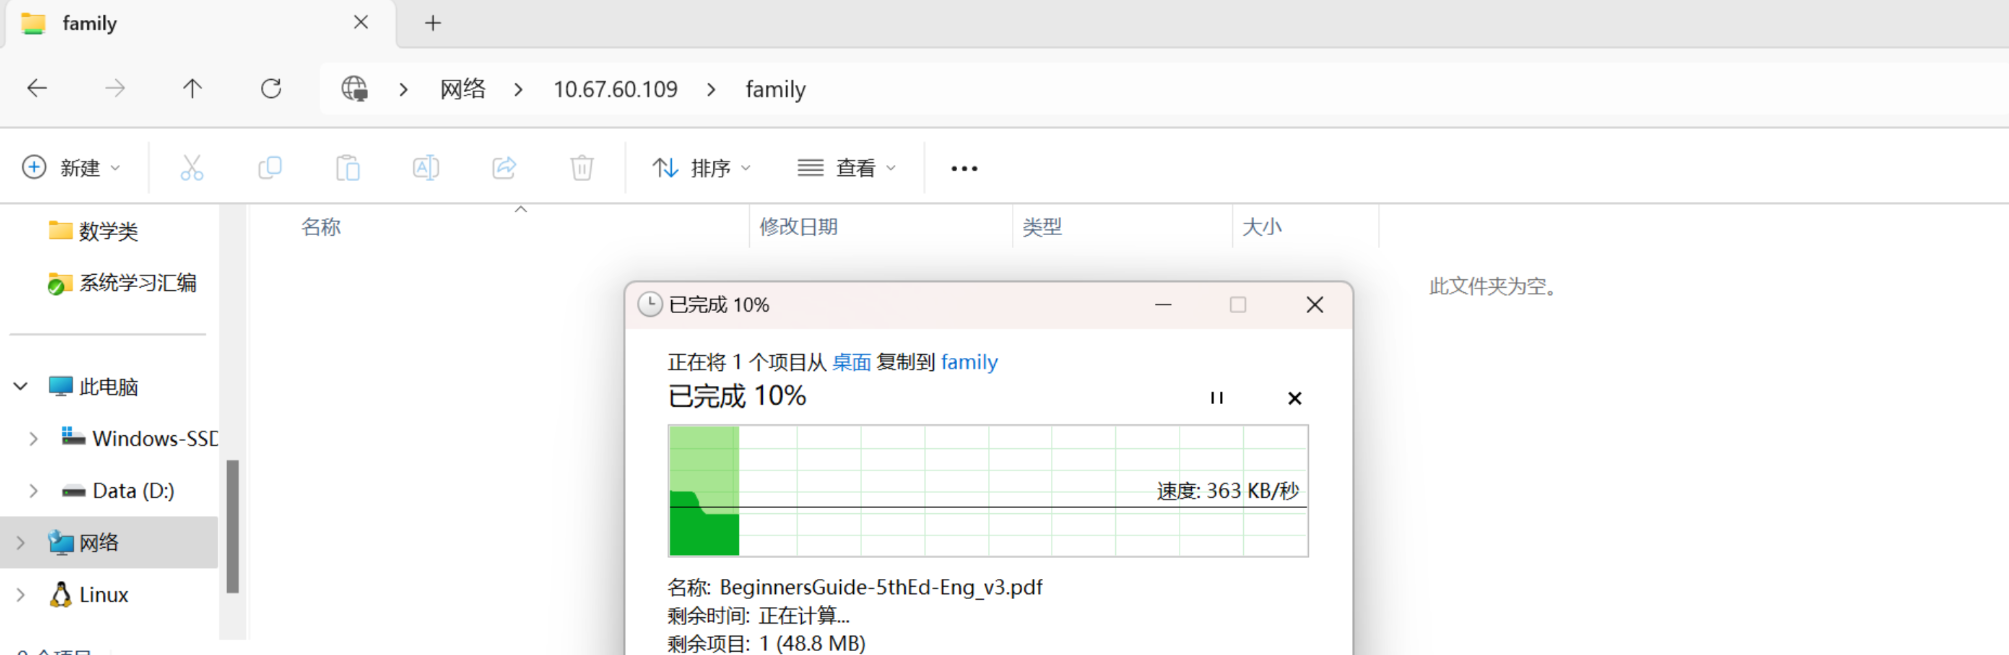 family
网络
10.67.60.109
family
新建
排序
查看
名称
修改日期
类型
大小
数学类
系统学习汇编
此电脑
Windows-SSD
Data (D:)
网络
Linux
此文件夹为空。
已完成 10%
正在将 1 个项目从 桌面 复制到 family
已完成 10%
速度: 363 KB/秒
名称: BeginnersGuide-5thEd-Eng_v3.pdf
剩余时间: 正在计算...
剩余项目: 1 (48.8 MB)